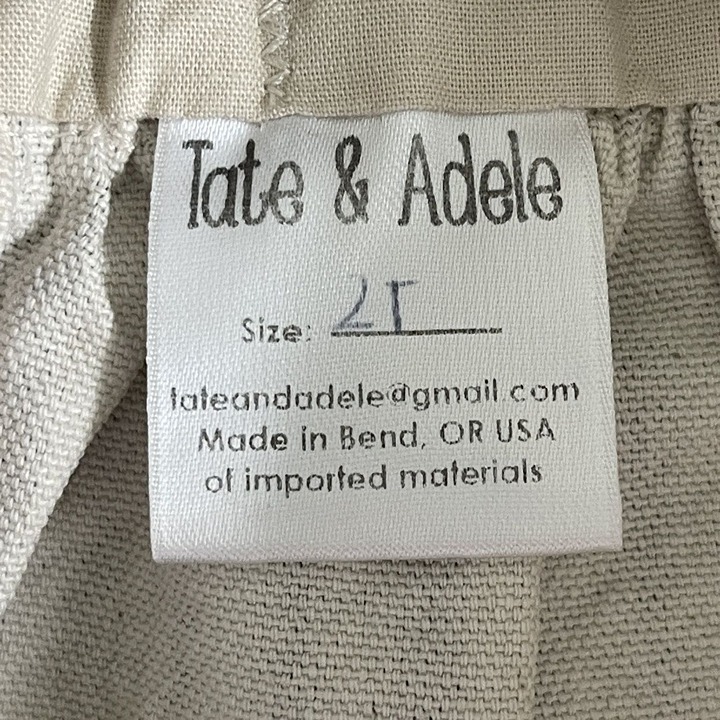 Tate & Adele
Size: 2T
tateandadele@gmail.com
Made in Bend, OR USA
of imported materials